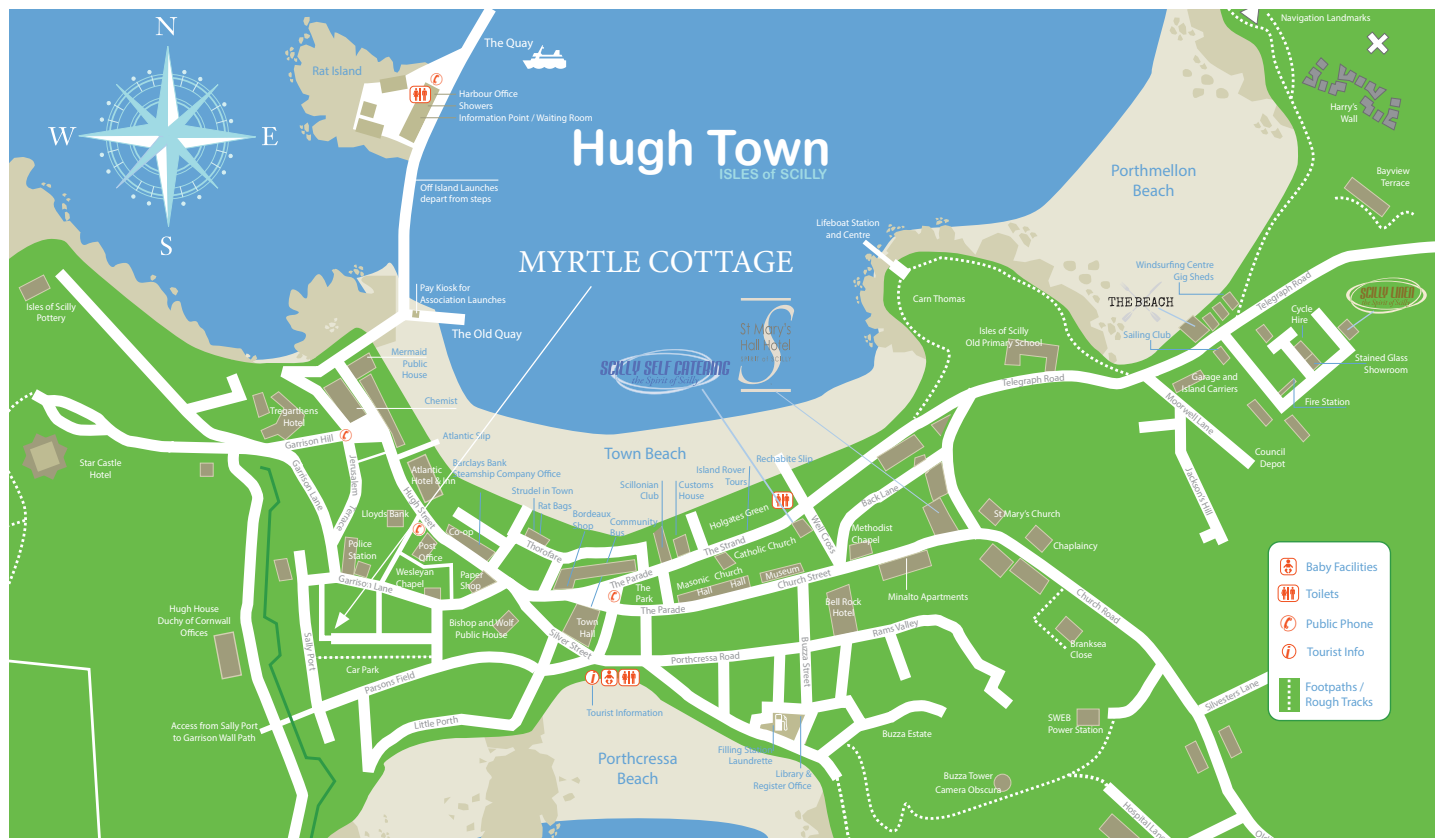 N
W
E
S
The Quay
Rat Island
Harbour Office
Showers
Information Point / Waiting Room
Hugh Town
ISLES of SCILLY
Off Island Launches
depart from steps
Navigation Landmarks
Harry's
Wall
Bayview
Terrace
Porthmellon
Beach
Lifeboat Station
and Centre
MYRTLE COTTAGE
Windsurfing Centre
Gig Sheds
Isles of Scilly
Pottery
Pay Kiosk for
Association Launches
The Old Quay
Carn Thomas
THE BEACH
Telegraph Road
SCILLY LINEN
the Spirit of Scilly
Cycle
Hire
St Mary's
Hall Hotel
S
Isles of Scilly
Old Primary School
Sailing Club
Mermaid
Public
House
SCILLY SELF CATERING
the Spirit of Scilly
Stained Glass
Showroom
Telegraph Road
Garage and
Island Carriers
Fire Station
Chemist
Tregarthens
Hotel
Moorwell Lane
Garrison Hill
Atlantic Slip
Town Beach
Star Castle
Hotel
Garrison Lane
Jerusalem
Terrace
Atlantic
Hotel & Inn
Barclays Bank
Steamship Company Office
Rechabite Slip
Island Rover
Tours
Council
Depot
Jackson's Hill
Hugh Street
Strudel in Town
Rat Bags
Scillonian
Club
Customs
House
Back Lane
Lloyds Bank
Bordeaux
Shop
Community
Bus
Holgates Green
Well Cross
Methodist
Chapel
St Mary's Church
Co-op
Police
Station
Post
Office
Thorofare
The Strand
Catholic Church
Chaplaincy
Garrison Lane
Wesleyan
Chapel
Paper
Shop
The Parade
The
Park
Masonic
Hall
Church
Hall
Museum
Church Street
Baby Facilities
Toilets
Public Phone
Tourist Info
Footpaths /
Rough Tracks
Hugh House
Duchy of Cornwall
Offices
The Parade
Bell Rock
Hotel
Minalto Apartments
Church Road
Bishop and Wolf
Public House
Town
Hall
Rams Valley
Silver Street
Sally Port
Branksea
Close
Car Park
Porthcressa Road
Buzza Street
Parsons Field
Silvesters Lane
Access from Sally Port
to Garrison Wall Path
Little Porth
Tourist Information
SWEB
Power Station
Buzza Estate
Porthcressa
Beach
Filling Station
Laundrette
Library &
Register Office
Buzza Tower
Camera Obscura